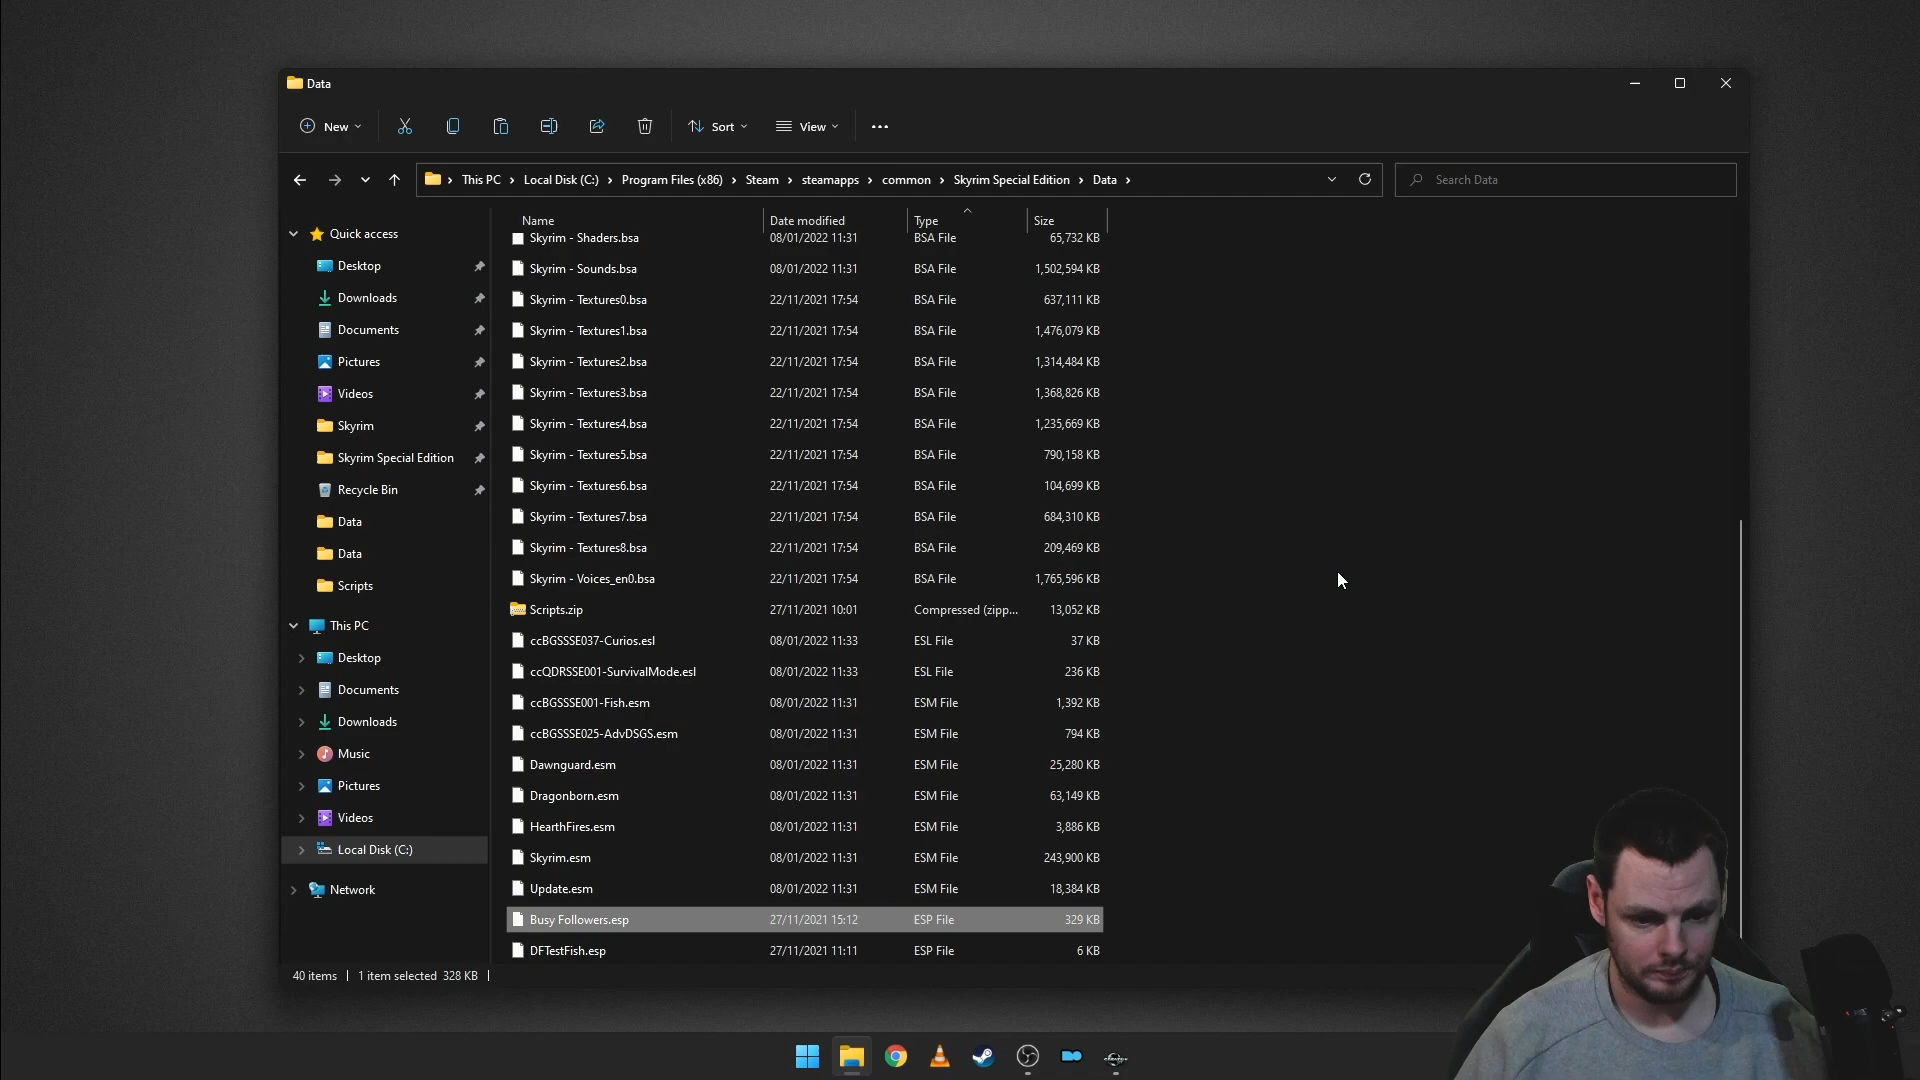 Data
New
Sort
View
This PC
Local Disk (C:)
Program Files (x86)
Steam
steamapps
common
Skyrim Special Edition
Data
Search Data
Quick access
Desktop
Downloads
Documents
Pictures
Videos
Skyrim
Skyrim Special Edition
Recycle Bin
Data
Data
Scripts
This PC
Desktop
Documents
Downloads
Music
Pictures
Videos
Local Disk (C:)
Network
Name Date modified Type Size
Skyrim - Shaders.bsa 08/01/2022 11:31 BSA File 65,732 KB
Skyrim - Sounds.bsa 08/01/2022 11:31 BSA File 1,502,594 KB
Skyrim - Textures0.bsa 22/11/2021 17:54 BSA File 637,111 KB
Skyrim - Textures1.bsa 22/11/2021 17:54 BSA File 1,476,079 KB
Skyrim - Textures2.bsa 22/11/2021 17:54 BSA File 1,314,484 KB
Skyrim - Textures3.bsa 22/11/2021 17:54 BSA File 1,368,826 KB
Skyrim - Textures4.bsa 22/11/2021 17:54 BSA File 1,235,669 KB
Skyrim - Textures5.bsa 22/11/2021 17:54 BSA File 790,158 KB
Skyrim - Textures6.bsa 22/11/2021 17:54 BSA File 104,699 KB
Skyrim - Textures7.bsa 22/11/2021 17:54 BSA File 684,310 KB
Skyrim - Textures8.bsa 22/11/2021 17:54 BSA File 209,469 KB
Skyrim - Voices_en0.bsa 22/11/2021 17:54 BSA File 1,765,596 KB
Scripts.zip 27/11/2021 10:01 Compressed (zipp... 13,052 KB
ccBGSSSE037-Curios.esl 08/01/2022 11:33 ESL File 37 KB
ccQDRSSE001-SurvivalMode.esl 08/01/2022 11:33 ESL File 236 KB
ccBGSSSE001-Fish.esm 08/01/2022 11:31 ESM File 1,392 KB
ccBGSSSE025-AdvDSGS.esm 08/01/2022 11:31 ESM File 794 KB
Dawnguard.esm 08/01/2022 11:31 ESM File 25,280 KB
Dragonborn.esm 08/01/2022 11:31 ESM File 63,149 KB
HearthFires.esm 08/01/2022 11:31 ESM File 3,886 KB
Skyrim.esm 08/01/2022 11:31 ESM File 243,900 KB
Update.esm 08/01/2022 11:31 ESM File 18,384 KB
Busy Followers.esp 27/11/2021 15:12 ESP File 329 KB
DFTestFish.esp 27/11/2021 11:11 ESP File 6 KB
40 items 1 item selected 328 KB